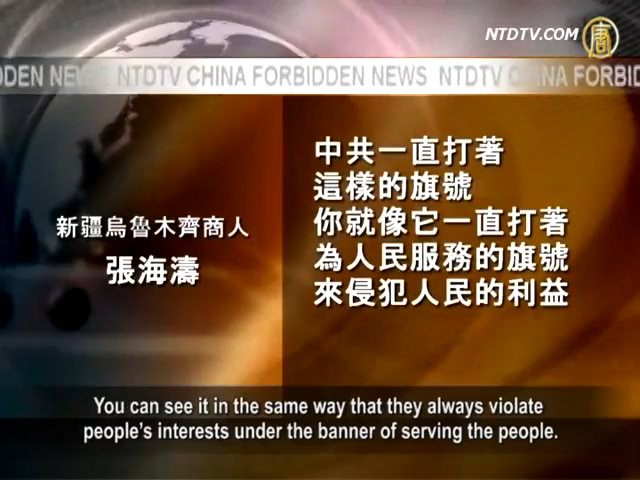 NTDTV.COM
唐
DDEN NEWS NTDTV CHINA FORBIDDEN NEWS NTDTV CHINA FORBID
中共一直打著
這樣的旗號
你就像它一直打著
為人民服務的旗號
來侵犯人民的利益
新疆烏魯木齊商人
張海濤
You can see it in the same way that they always violate
people's interests under the banner of serving the people.